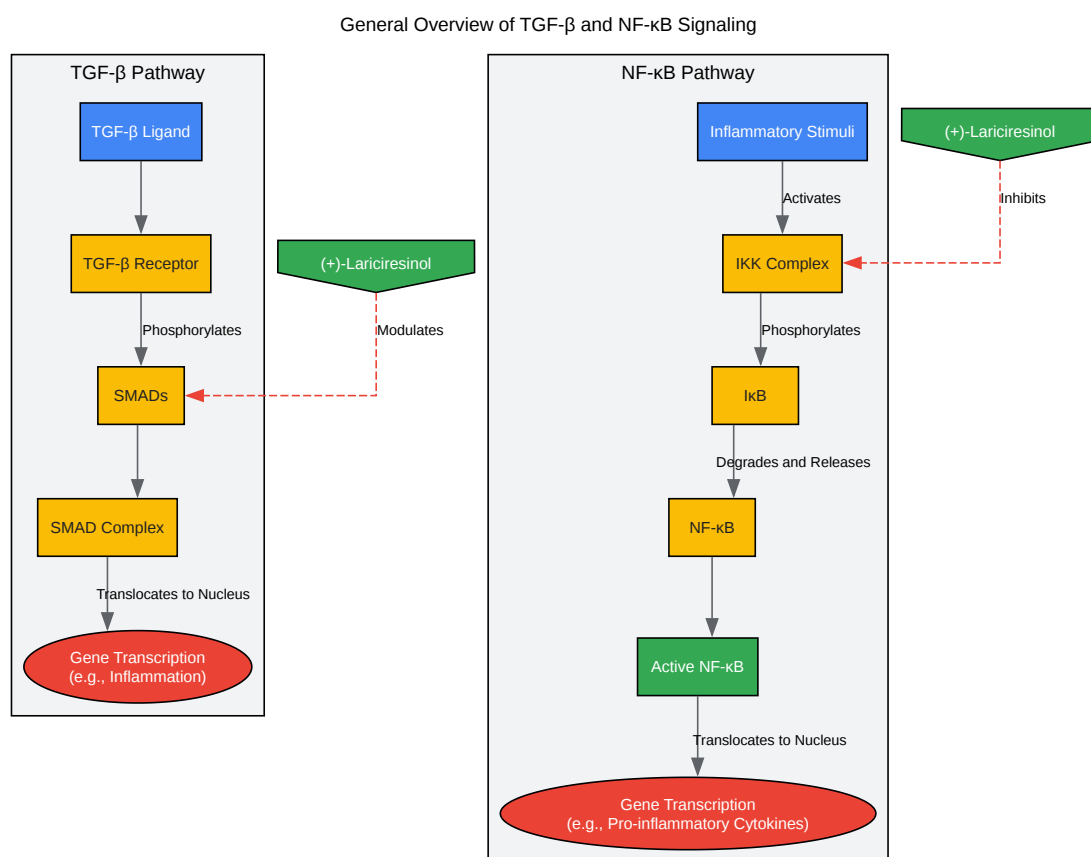 General Overview of TGF-β and NF-κB Signaling
TGF-β Pathway
TGF-β Ligand
TGF-β Receptor
(+)-Lariciresinol
Phosphorylates
Modulates
SMADs
SMAD Complex
Translocates to Nucleus
Gene Transcription
(e.g., Inflammation)
NF-κB Pathway
Inflammatory Stimuli
(+)-Lariciresinol
Activates
Inhibits
IKK Complex
Phosphorylates
IκB
Degrades and Releases
NF-κB
Active NF-κB
Translocates to Nucleus
Gene Transcription
(e.g., Pro-inflammatory Cytokines)